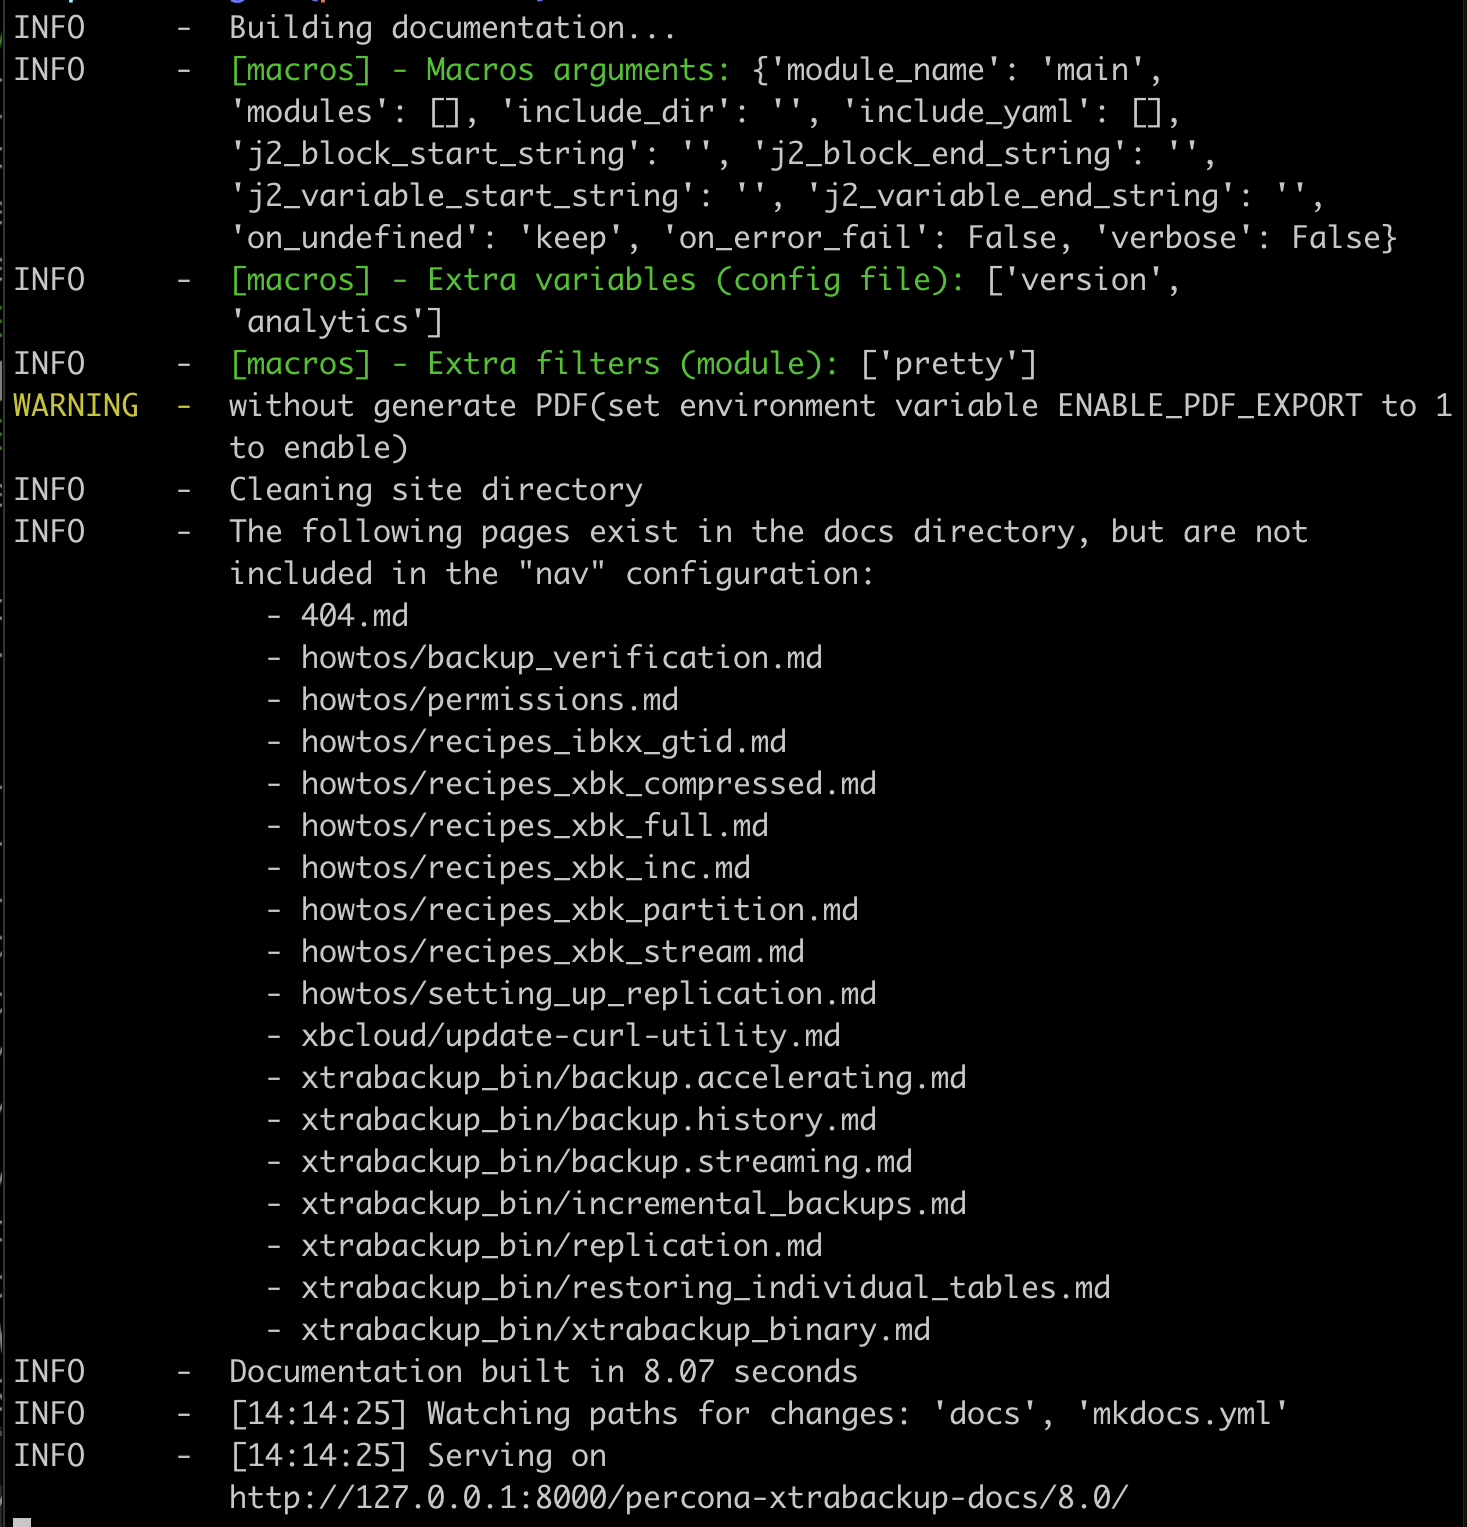 INFO - Building documentation...
INFO - [macros] - Macros arguments: {'module_name': 'main',
'modules': [], 'include_dir': '', 'include_yaml': [],
'j2_block_start_string': '', 'j2_block_end_string': '',
'j2_variable_start_string': '', 'j2_variable_end_string': '',
'on_undefined': 'keep', 'on_error_fail': False, 'verbose': False}
INFO - [macros] - Extra variables (config file): ['version',
'analytics']
INFO - [macros] - Extra filters (module): ['pretty']
WARNING - without generate PDF(set environment variable ENABLE_PDF_EXPORT to 1
to enable)
INFO - Cleaning site directory
INFO - The following pages exist in the docs directory, but are not
included in the "nav" configuration:
- 404.md
- howtos/backup_verification.md
- howtos/permissions.md
- howtos/recipes_ibkx_gtid.md
- howtos/recipes_xbk_compressed.md
- howtos/recipes_xbk_full.md
- howtos/recipes_xbk_inc.md
- howtos/recipes_xbk_partition.md
- howtos/recipes_xbk_stream.md
- howtos/setting_up_replication.md
- xbcloud/update-curl-utility.md
- xtrabackup_bin/backup.accelerating.md
- xtrabackup_bin/backup.history.md
- xtrabackup_bin/backup.streaming.md
- xtrabackup_bin/incremental_backups.md
- xtrabackup_bin/replication.md
- xtrabackup_bin/restoring_individual_tables.md
- xtrabackup_bin/xtrabackup_binary.md
INFO - Documentation built in 8.07 seconds
INFO - [14:14:25] Watching paths for changes: 'docs', 'mkdocs.yml'
INFO - [14:14:25] Serving on
http://127.0.0.1:8000/percona-xtrabackup-docs/8.0/